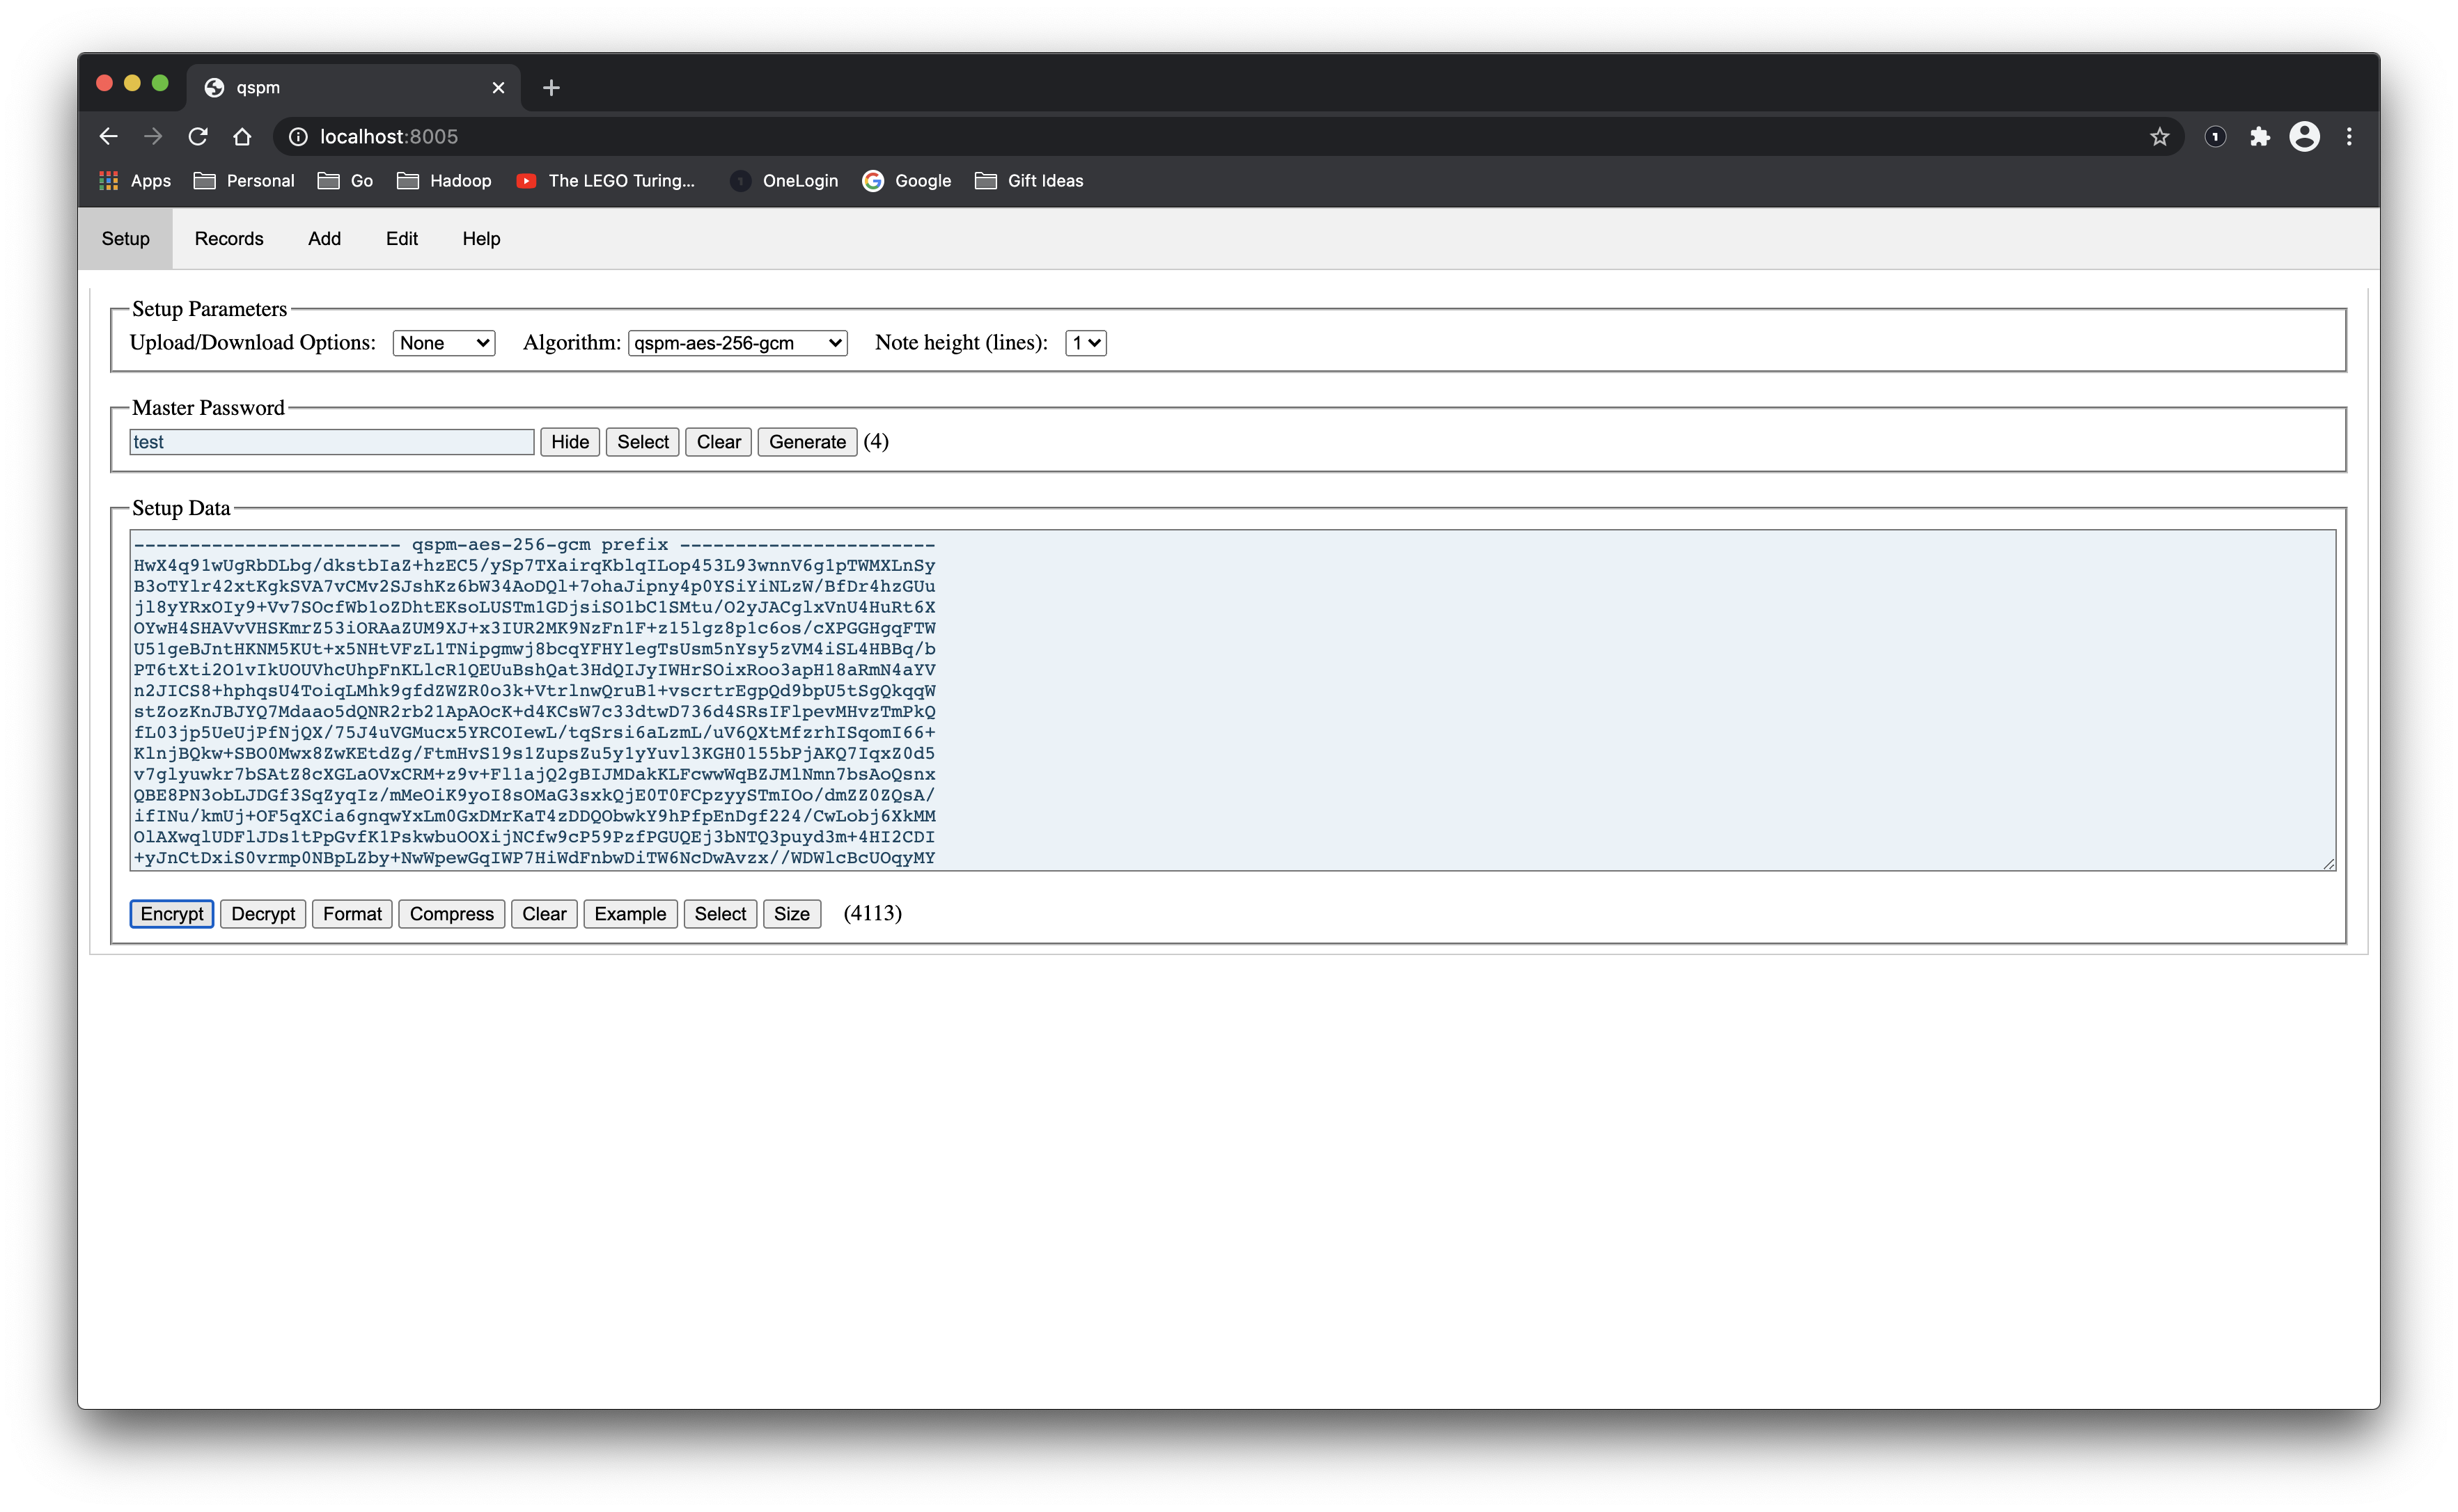 qspm
localhost:8005
Apps Personal Go Hadoop The LEGO Turing... OneLogin Google Gift Ideas
Setup Records Add Edit Help
Setup Parameters
Upload/Download Options: None Algorithm: qspm-aes-256-gcm Note height (lines): 1
Master Password
test Hide Select Clear Generate (4)
Setup Data
------------------------ qspm-aes-256-gcm prefix -----------------------
HwX4q91wUgRbDLbg/dkstbIaZ+hzEC5/ySp7TXairqKblqILop453L93wnnV6g1pTWMXLnSy
B3oTYlr42xtKgkSVA7vCMv2SJshKz6bW34AoDQl+7ohaJipny4p0YSiYiNLzW/BfDr4hzGUu
jl8yYRxOIy9+Vv7SOcfWb1oZDhtEKsoLUSTm1GDjsiSO1bC1SMtu/O2yJACglxVnU4HuRt6X
OYwH4SHAVvVHSKmrZ53iORAaZUM9XJ+x3IUR2MK9NzFn1F+z15lgz8p1c6os/cXPGGHgqFTW
U51geBJntHKNM5KUt+x5NHtVFzL1TNipgmwj8bcqYFHYlegTsUsm5nYsy5zVM4iSL4HBBq/b
PT6tXti2O1vIkUOUVhcUhpFnKLlcR1QEUuBshQat3HdQIJyIWHrSOixRoo3apH18aRmN4aYV
n2JICS8+hphqsU4ToiqLMhk9gfdZWZR0o3k+VtrlnwQruB1+vscrtrEgpQd9bpU5tSgQkqqW
stZozKnJBJYQ7Mdaao5dQNR2rb21ApAOcK+d4KCsW7c33dtwD736d4SRsIFlpevMHvzTmPkQ
fL03jp5UeUjPfNjQX/75J4uVGMucx5YRCOIewL/tqSrsi6aLzmL/uV6QXtMfzrhISqomI66+
KlnjBQkw+SBO0Mwx8ZwKEtdZg/FtmHvS19s1ZupsZu5y1yYuvl3KGH0155bPjAKQ7IqxZ0d5
v7glyuwkr7bSAtZ8cXGLaOVxCRM+z9v+Fl1ajQ2gBIJMDakKLFcwwWqBZJMlNmn7bsAoQsnx
QBE8PN3obLJDGf3SqZyqIz/mMeOiK9yoI8sOMaG3sxkQjE0T0FCpzyySTmIOo/dmZZ0ZQsA/
ifINu/kmUj+OF5qXCia6gnqwYxLm0GxDMrKaT4zDDQObwkY9hPfpEnDgf224/CwLobj6XkMM
OlAXwqlUDFlJDs1tPpGvfK1PskwbuOOXijNCfw9cP59PzfPGUQEj3bNTQ3puyd3m+4HI2CDI
+yJnCtDxiS0vrmp0NBpLZby+NwWpewGqIWP7HiWdFnbwDiTW6NcDwAvzx//WDWlcBcUOqyMY
Encrypt Decrypt Format Compress Clear Example Select Size (4113)